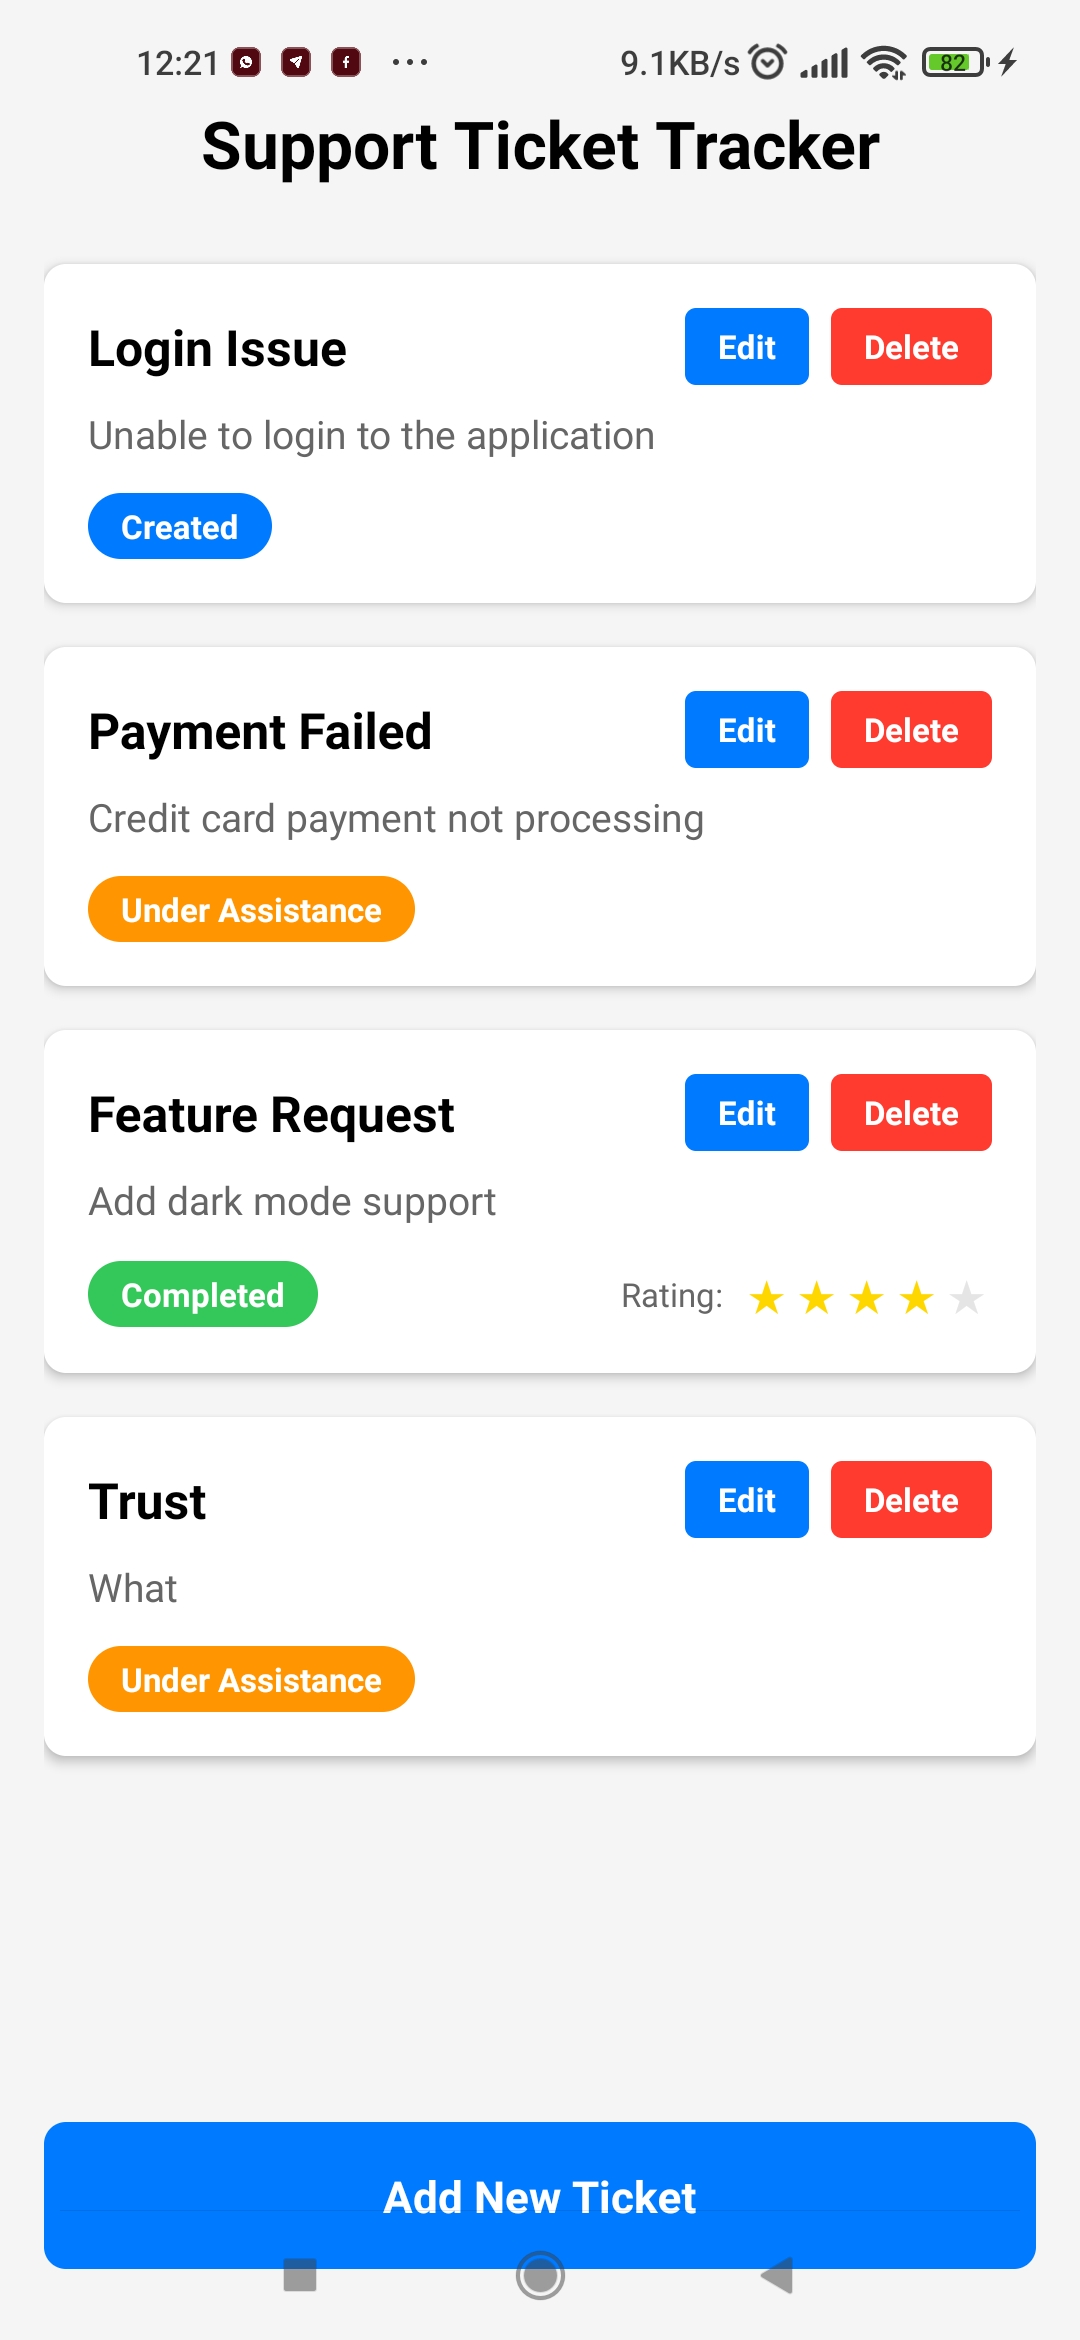 12:21 ... 9.1KB/s 82
Support Ticket Tracker
Login Issue Edit Delete
Unable to login to the application
Created
Payment Failed Edit Delete
Credit card payment not processing
Under Assistance
Feature Request Edit Delete
Add dark mode support
Completed Rating: ★ ★ ★ ★ ★
Trust Edit Delete
What
Under Assistance
Add New Ticket